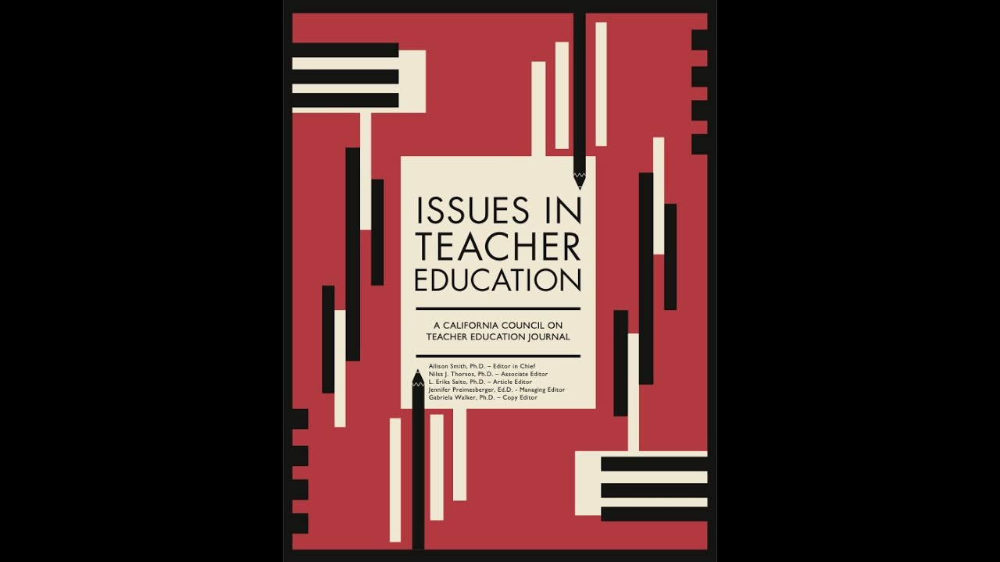 ISSUES IN
TEACHER
EDUCATION
A CALIFORNIA COUNCIL ON
TEACHER EDUCATION JOURNAL
Allison Smith, Ph.D. – Editor in Chief
Nilsa J. Thorsos, Ph.D. – Associate Editor
L. Erika Saito, Ph.D. – Article Editor
Jennifer Preimesberger, Ed.D. - Managing Editor
Gabriela Walker, Ph.D. – Copy Editor